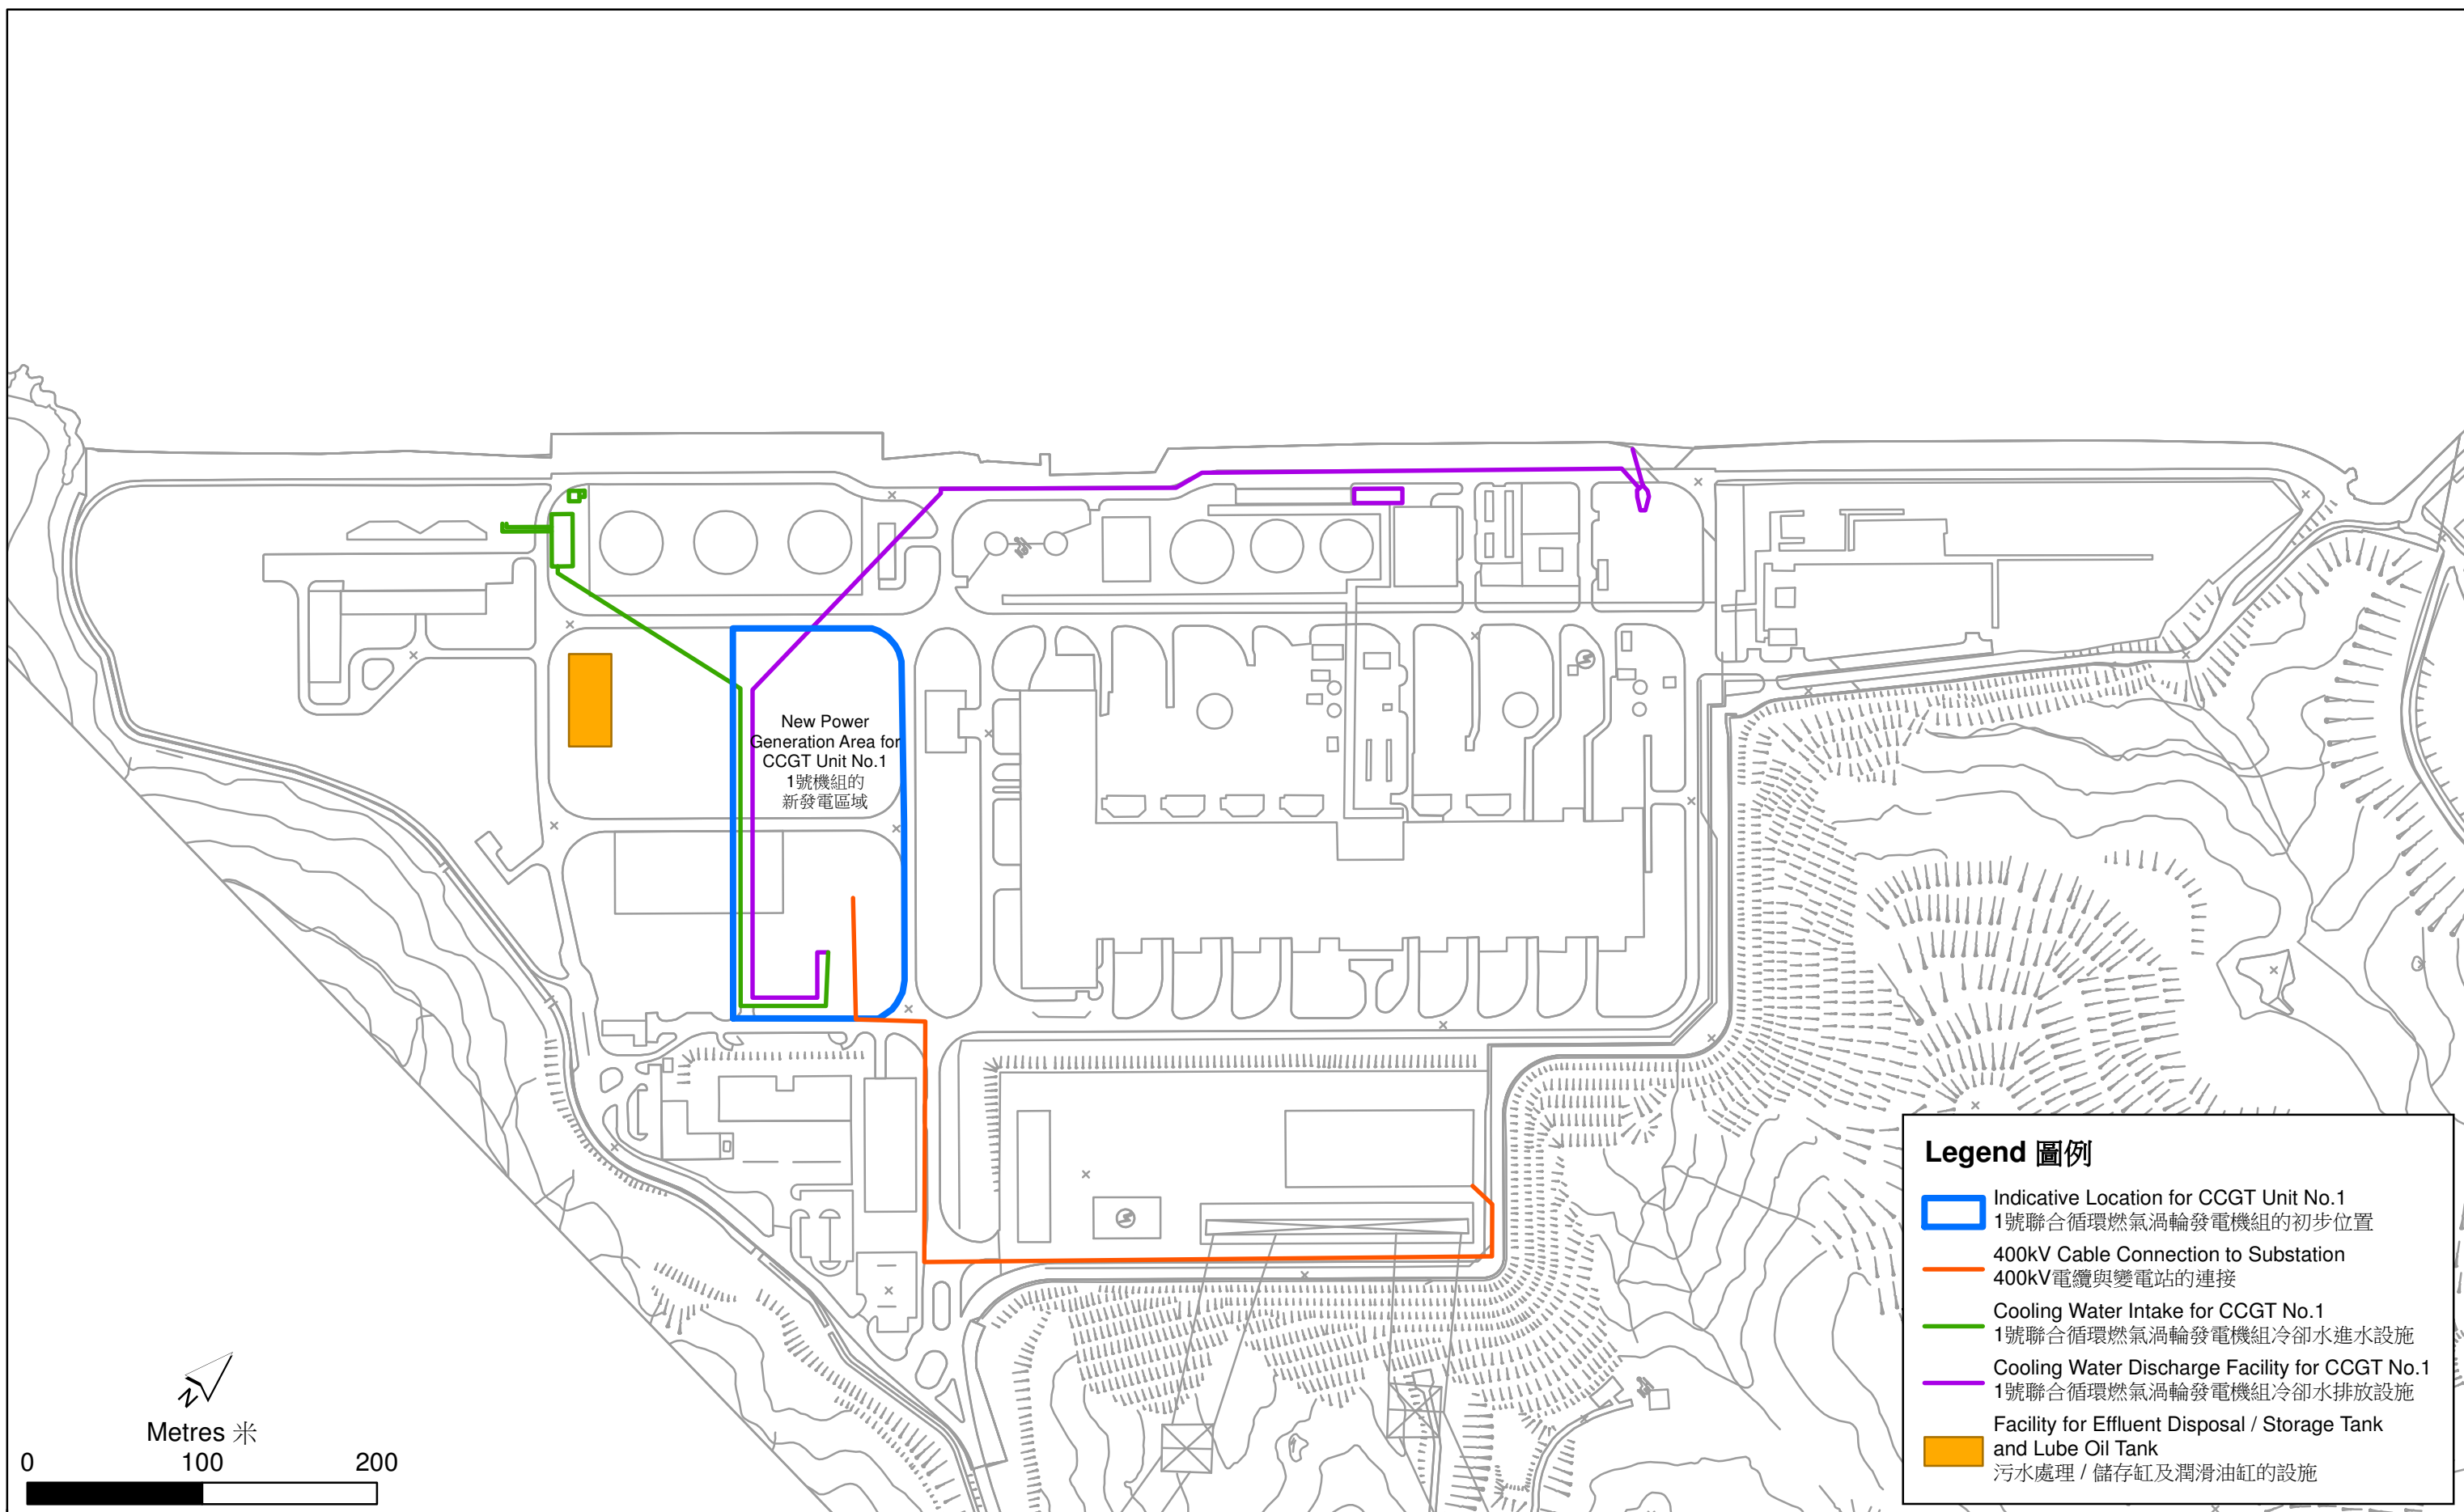 New Power
Generation Area for
CCGT Unit No.1
1號機組的
新發電區域
Legend 圖例
Indicative Location for CCGT Unit No.1
1號聯合循環燃氣渦輪發電機組的初步位置
400kV Cable Connection to Substation
400kV電纜與變電站的連接
Cooling Water Intake for CCGT No.1
1號聯合循環燃氣渦輪發電機組冷卻水進水設施
Cooling Water Discharge Facility for CCGT No.1
1號聯合循環燃氣渦輪發電機組冷卻水排放設施
Facility for Effluent Disposal / Storage Tank
and Lube Oil Tank
污水處理 / 儲存缸及潤滑油缸的設施
N
Metres 米
0 100 200